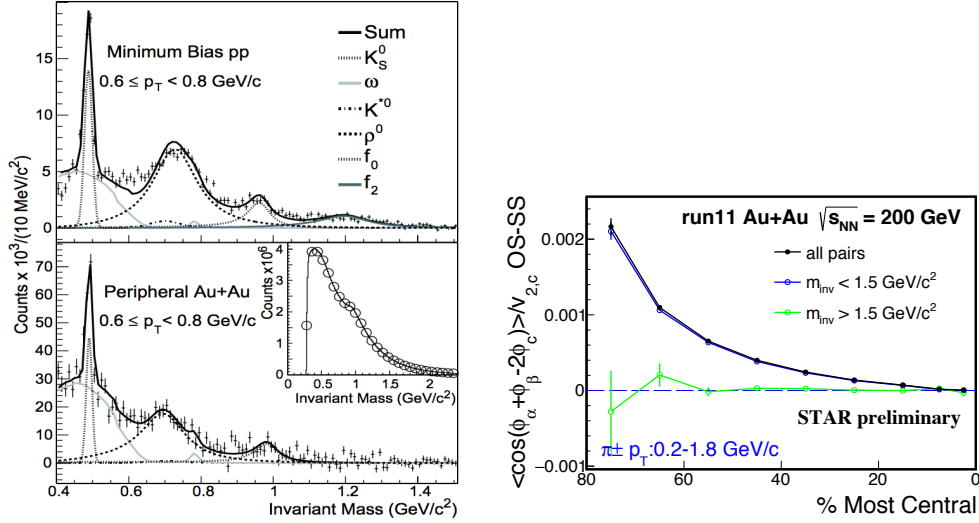 Counts x10³/(10 MeV/c²)
Minimum Bias pp
0.6 ≤ p_T < 0.8 GeV/c
Sum
K⁰_S
ω
K*⁰
ρ⁰
f₀
f₂
15
10
5
0
Peripheral Au+Au
0.6 ≤ p_T < 0.8 GeV/c
70
60
50
40
30
20
10
0
0.4 0.6 0.8 1 1.2 1.4
Invariant Mass (GeV/c²)
Counts x10⁶
4
3
2
1
0
0 0.5 1 1.5 2
Invariant Mass (GeV/c²)
<cos(φ_α+φ_β-2φ_c)>/v_{2,c} OS-SS
run11 Au+Au √s_NN = 200 GeV
all pairs
m_inv < 1.5 GeV/c²
m_inv > 1.5 GeV/c²
0.002
0.001
0
−0.001
STAR preliminary
π± p_T:0.2-1.8 GeV/c
80 60 40 20 0
% Most Central